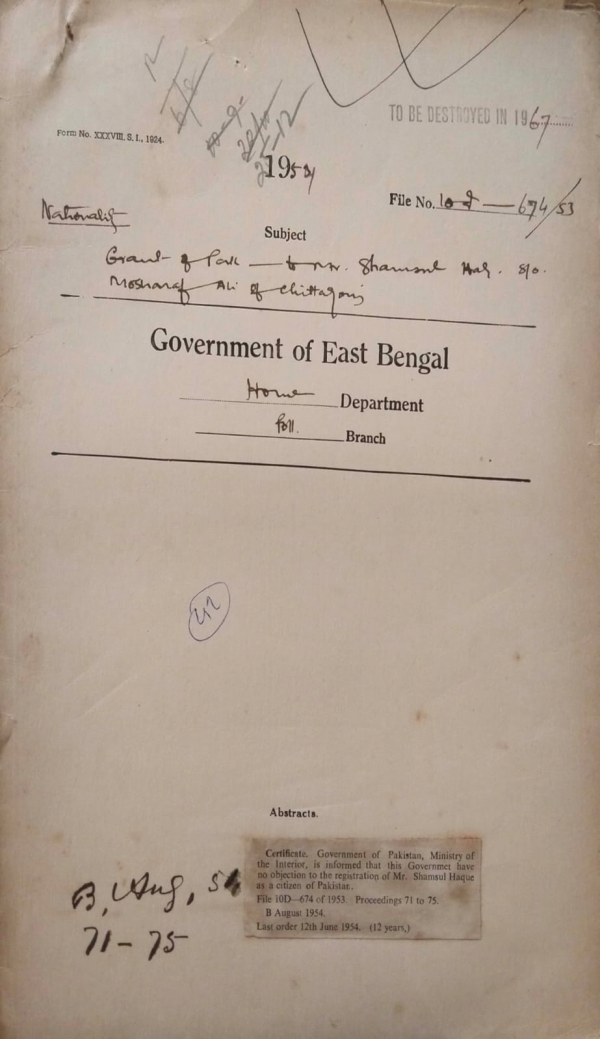 TO BE DESTROYED IN 1967
Form No. XXXVIII, S. I., 1924.
1954
File No. 10D — 674/53
Nationality
Subject
Grant of Pak — to Mr. Shamsul Haq. s/o.
Mosharaf Ali of Chittagong
Government of East Bengal
Home Department
Poll. Branch
Abstracts.
Certificate. Government of Pakistan, Ministry of
the Interior, is informed that this Governmet have
no objection to the registration of Mr. Shamsul Haque
as a citizen of Pakistan.
File 10D—674 of 1953. Proceedings 71 to 75.
B August 1954.
Last order 12th June 1954. (12 years.)
B, Aug, 54
71 - 75